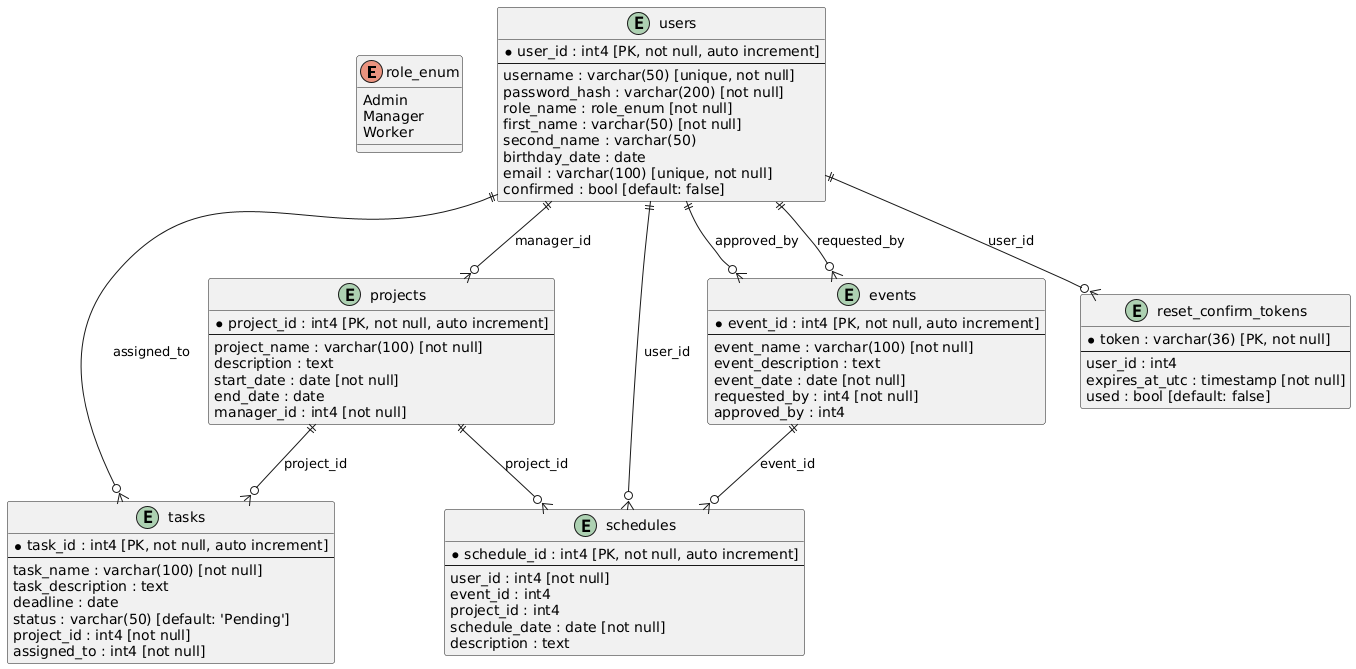 E users
* user_id : int4 [PK, not null, auto increment]
username : varchar(50) [unique, not null]
password_hash : varchar(200) [not null]
role_name : role_enum [not null]
first_name : varchar(50) [not null]
second_name : varchar(50)
birthday_date : date
email : varchar(100) [unique, not null]
confirmed : bool [default: false]
E role_enum
Admin
Manager
Worker
manager_id
approved_by
requested_by
user_id
assigned_to
user_id
E projects
* project_id : int4 [PK, not null, auto increment]
project_name : varchar(100) [not null]
description : text
start_date : date [not null]
end_date : date
manager_id : int4 [not null]
E events
* event_id : int4 [PK, not null, auto increment]
event_name : varchar(100) [not null]
event_description : text
event_date : date [not null]
requested_by : int4 [not null]
approved_by : int4
E reset_confirm_tokens
* token : varchar(36) [PK, not null]
user_id : int4
expires_at_utc : timestamp [not null]
used : bool [default: false]
project_id
project_id
event_id
E tasks
* task_id : int4 [PK, not null, auto increment]
task_name : varchar(100) [not null]
task_description : text
deadline : date
status : varchar(50) [default: 'Pending']
project_id : int4 [not null]
assigned_to : int4 [not null]
E schedules
* schedule_id : int4 [PK, not null, auto increment]
user_id : int4 [not null]
event_id : int4
project_id : int4
schedule_date : date [not null]
description : text